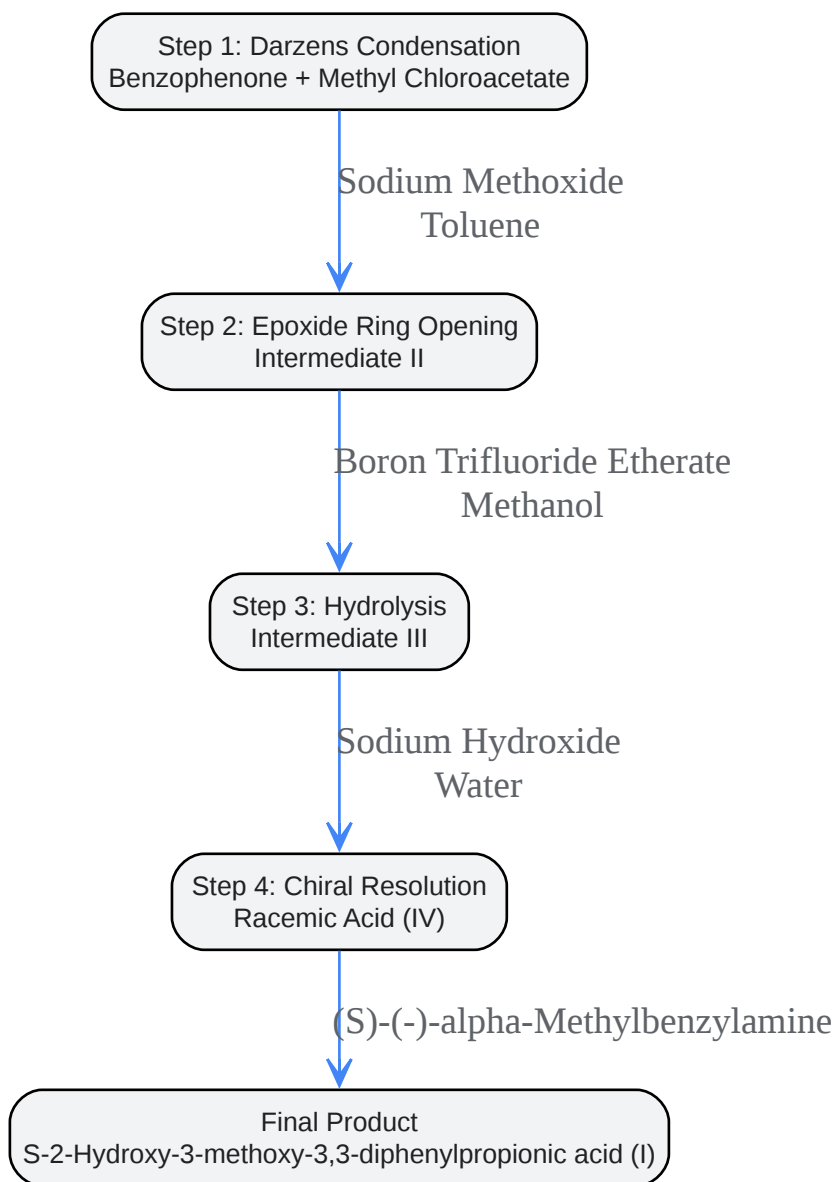 Step 1: Darzens Condensation
Benzophenone + Methyl Chloroacetate
Sodium Methoxide
Toluene
Step 2: Epoxide Ring Opening
Intermediate II
Boron Trifluoride Etherate
Methanol
Step 3: Hydrolysis
Intermediate III
Sodium Hydroxide
Water
Step 4: Chiral Resolution
Racemic Acid (IV)
(S)-(-)-alpha-Methylbenzylamine
Final Product
S-2-Hydroxy-3-methoxy-3,3-diphenylpropionic acid (I)